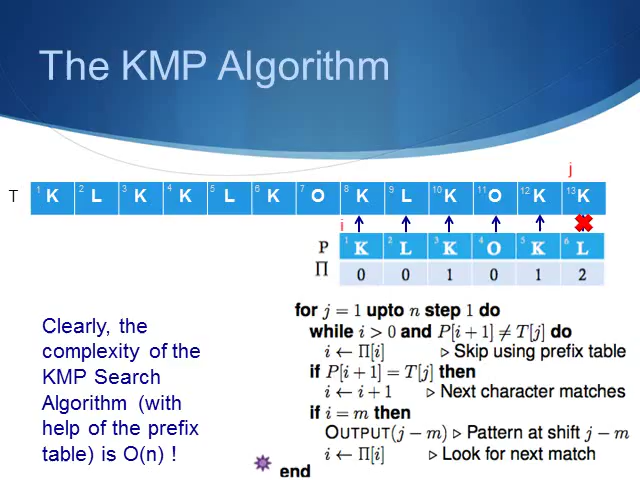 The KMP Algorithm
j
T 1 K 2 L 3 K 4 K 5 L 6 K 7 O 8 K 9 L 10 K 11 O 12 K 13 K
i
P 1 K 2 L 3 K 4 O 5 K 6 L
Π 0 0 1 0 1 2
Clearly, the
complexity of the
KMP Search
Algorithm (with
help of the prefix
table) is O(n) !
for j = 1 upto n step 1 do
while i > 0 and P[i + 1] ≠ T[j] do
i ← Π[i] ▷ Skip using prefix table
if P[i + 1] = T[j] then
i ← i + 1 ▷ Next character matches
if i = m then
OUTPUT(j − m) ▷ Pattern at shift j − m
i ← Π[i] ▷ Look for next match
end